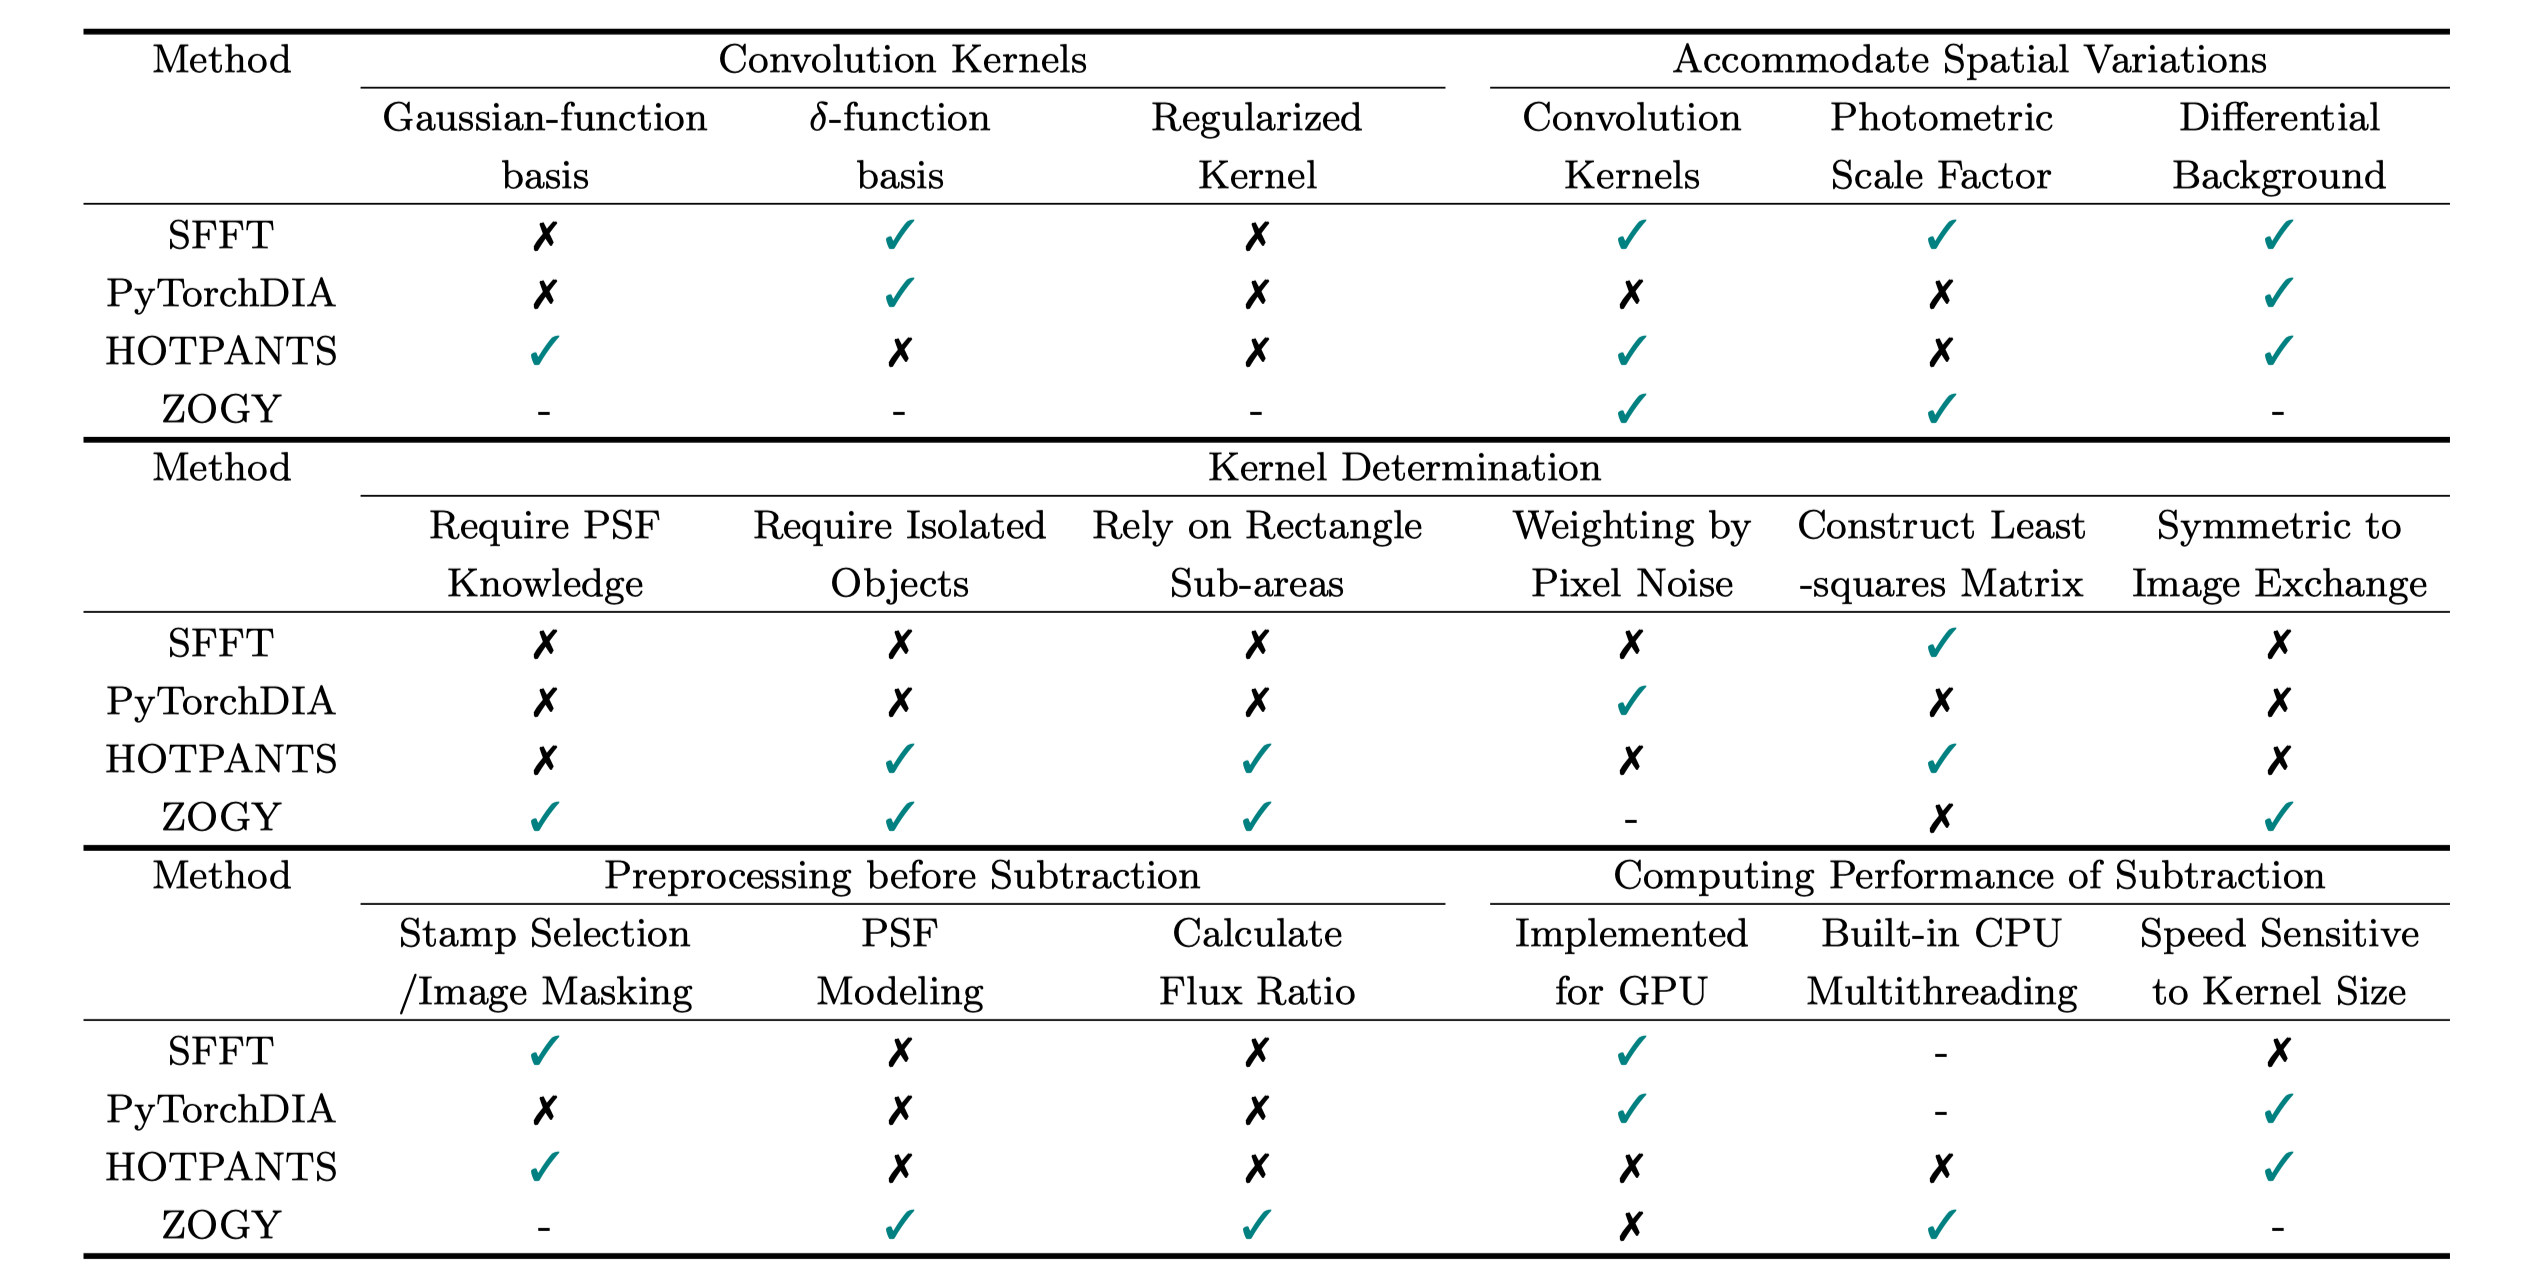 Method Convolution Kernels Accommodate Spatial Variations
Gaussian-function δ-function Regularized Convolution Photometric Differential
basis basis Kernel Kernels Scale Factor Background
SFFT ✗ ✓ ✗ ✓ ✓ ✓
PyTorchDIA ✗ ✓ ✗ ✗ ✗ ✓
HOTPANTS ✓ ✗ ✗ ✓ ✗ ✓
ZOGY - - - ✓ ✓ -
Method Kernel Determination
Require PSF Require Isolated Rely on Rectangle Weighting by Construct Least Symmetric to
Knowledge Objects Sub-areas Pixel Noise -squares Matrix Image Exchange
SFFT ✗ ✗ ✗ ✗ ✓ ✗
PyTorchDIA ✗ ✗ ✗ ✓ ✗ ✗
HOTPANTS ✗ ✓ ✓ ✗ ✓ ✗
ZOGY ✓ ✓ ✓ - ✗ ✓
Method Preprocessing before Subtraction Computing Performance of Subtraction
Stamp Selection PSF Calculate Implemented Built-in CPU Speed Sensitive
/Image Masking Modeling Flux Ratio for GPU Multithreading to Kernel Size
SFFT ✓ ✗ ✗ ✓ - ✗
PyTorchDIA ✗ ✗ ✗ ✓ - ✓
HOTPANTS ✓ ✗ ✗ ✗ ✗ ✓
ZOGY - ✓ ✓ ✗ ✓ -